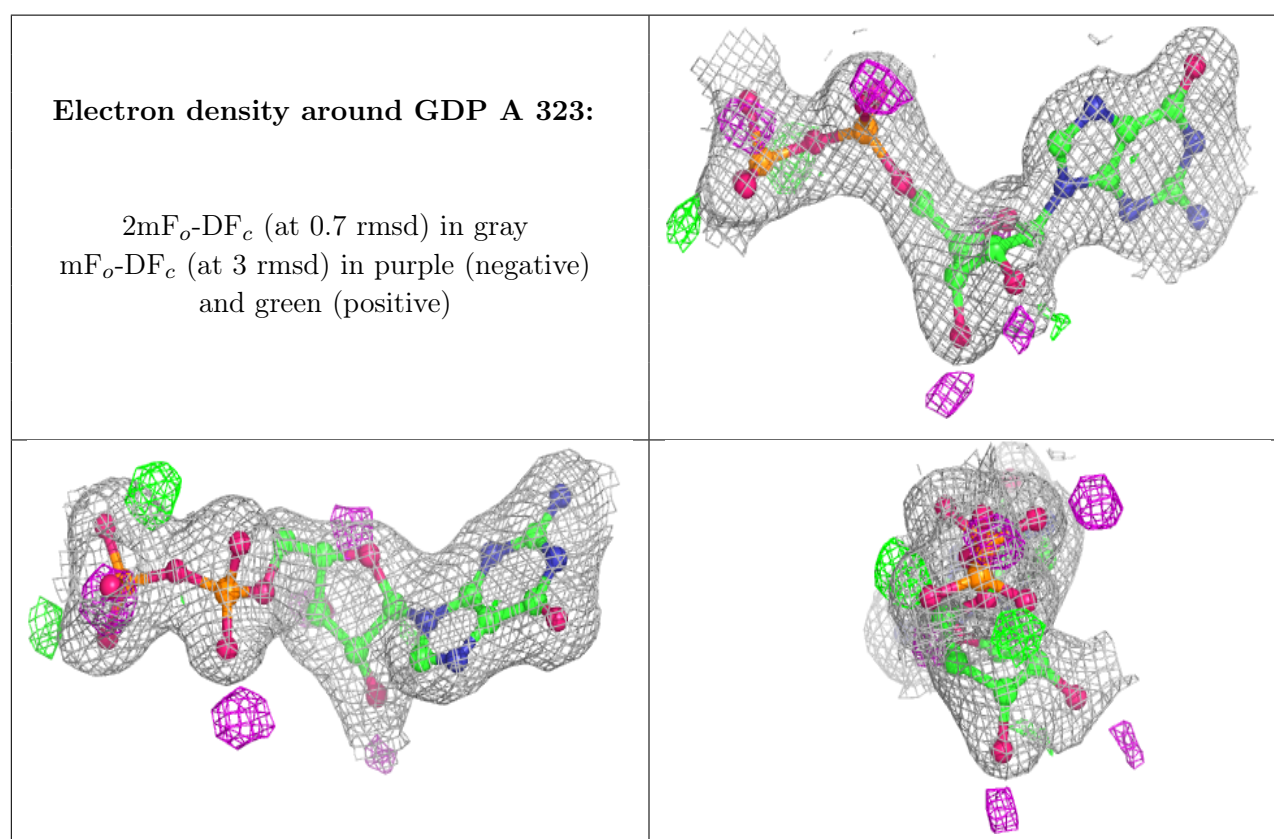 Electron density around GDP A 323:
2mFₒ-DF𝒸 (at 0.7 rmsd) in gray
mFₒ-DF𝒸 (at 3 rmsd) in purple (negative)
and green (positive)